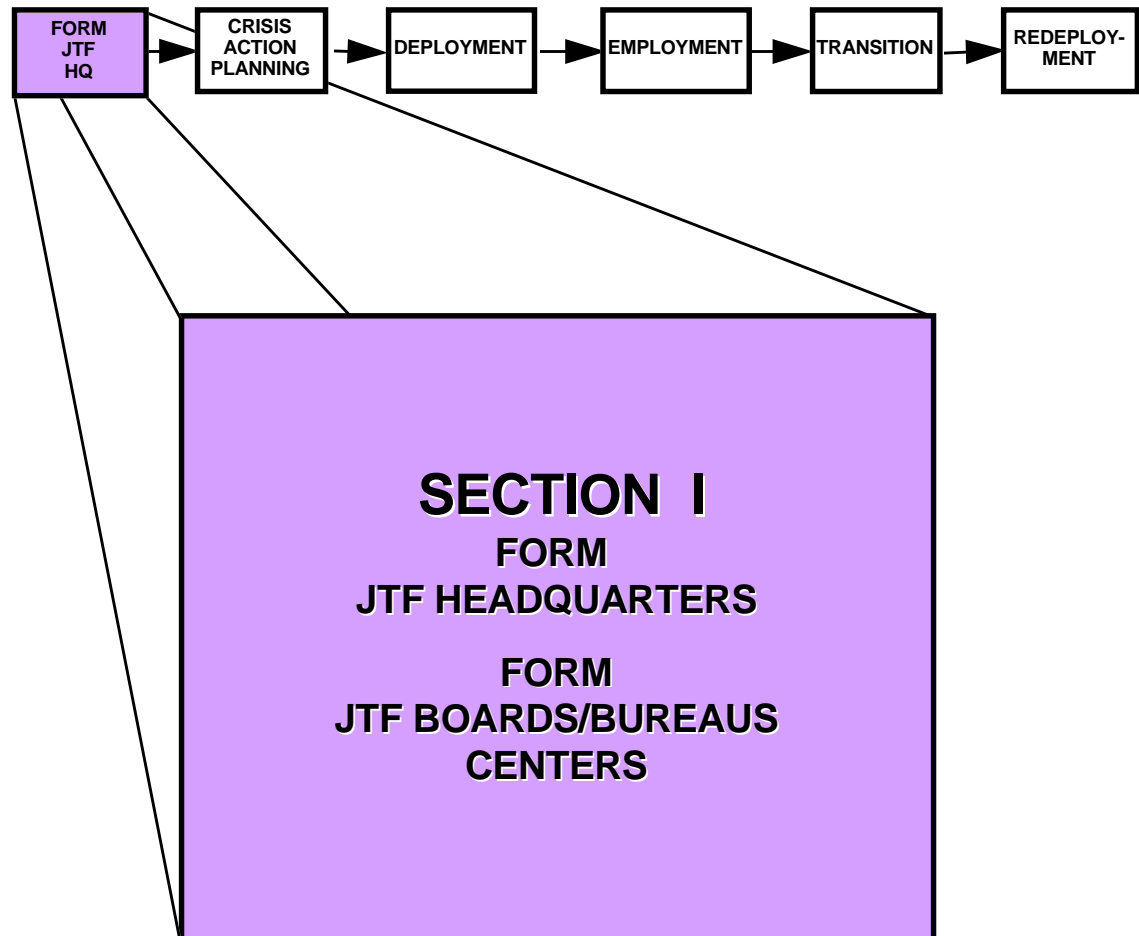 FORM
JTF
HQ
CRISIS
ACTION
PLANNING
DEPLOYMENT
EMPLOYMENT
TRANSITION
REDEPLOY-
MENT
SECTION I
FORM
JTF HEADQUARTERS
FORM
JTF BOARDS/BUREAUS
CENTERS